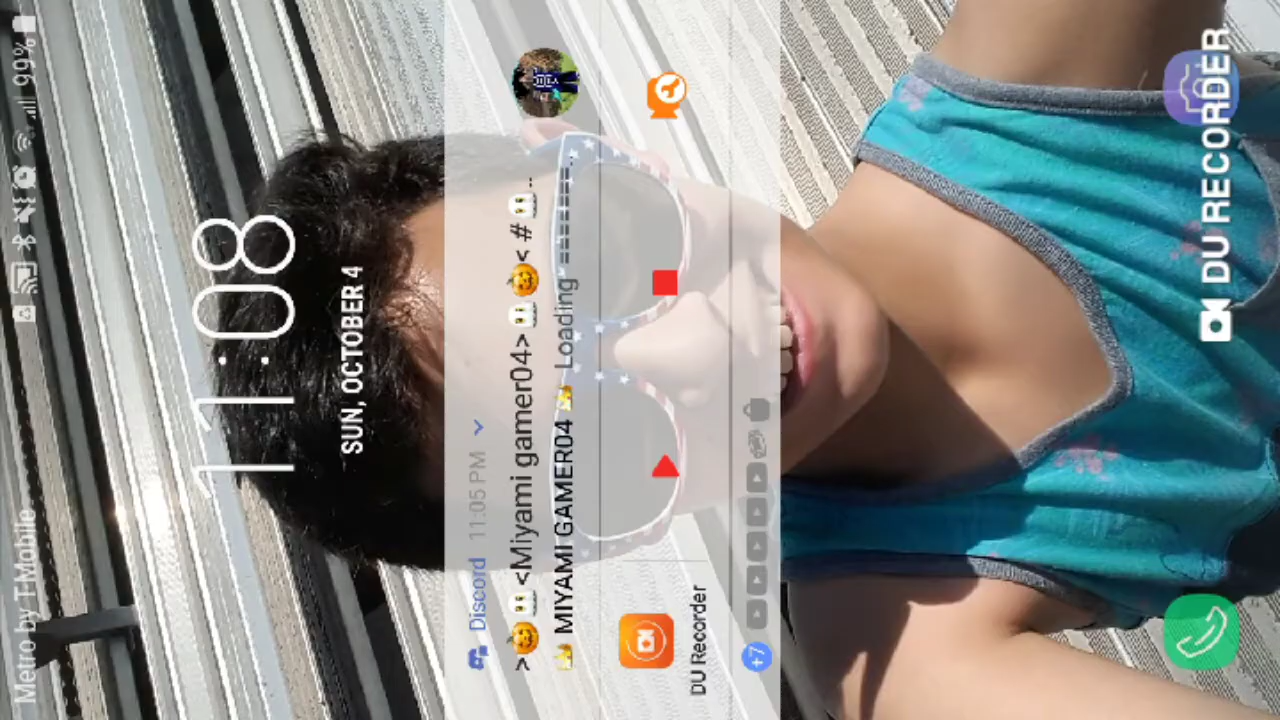 Metro by T-Mobile 99%
11:08
SUN, OCTOBER 4
Discord 11:05 PM
>🎃👻<Miyami gamer04>👻🎃< # 👻..
MIYAMI GAMER04 Loading ========..
DU Recorder
+7
DU RECORDER